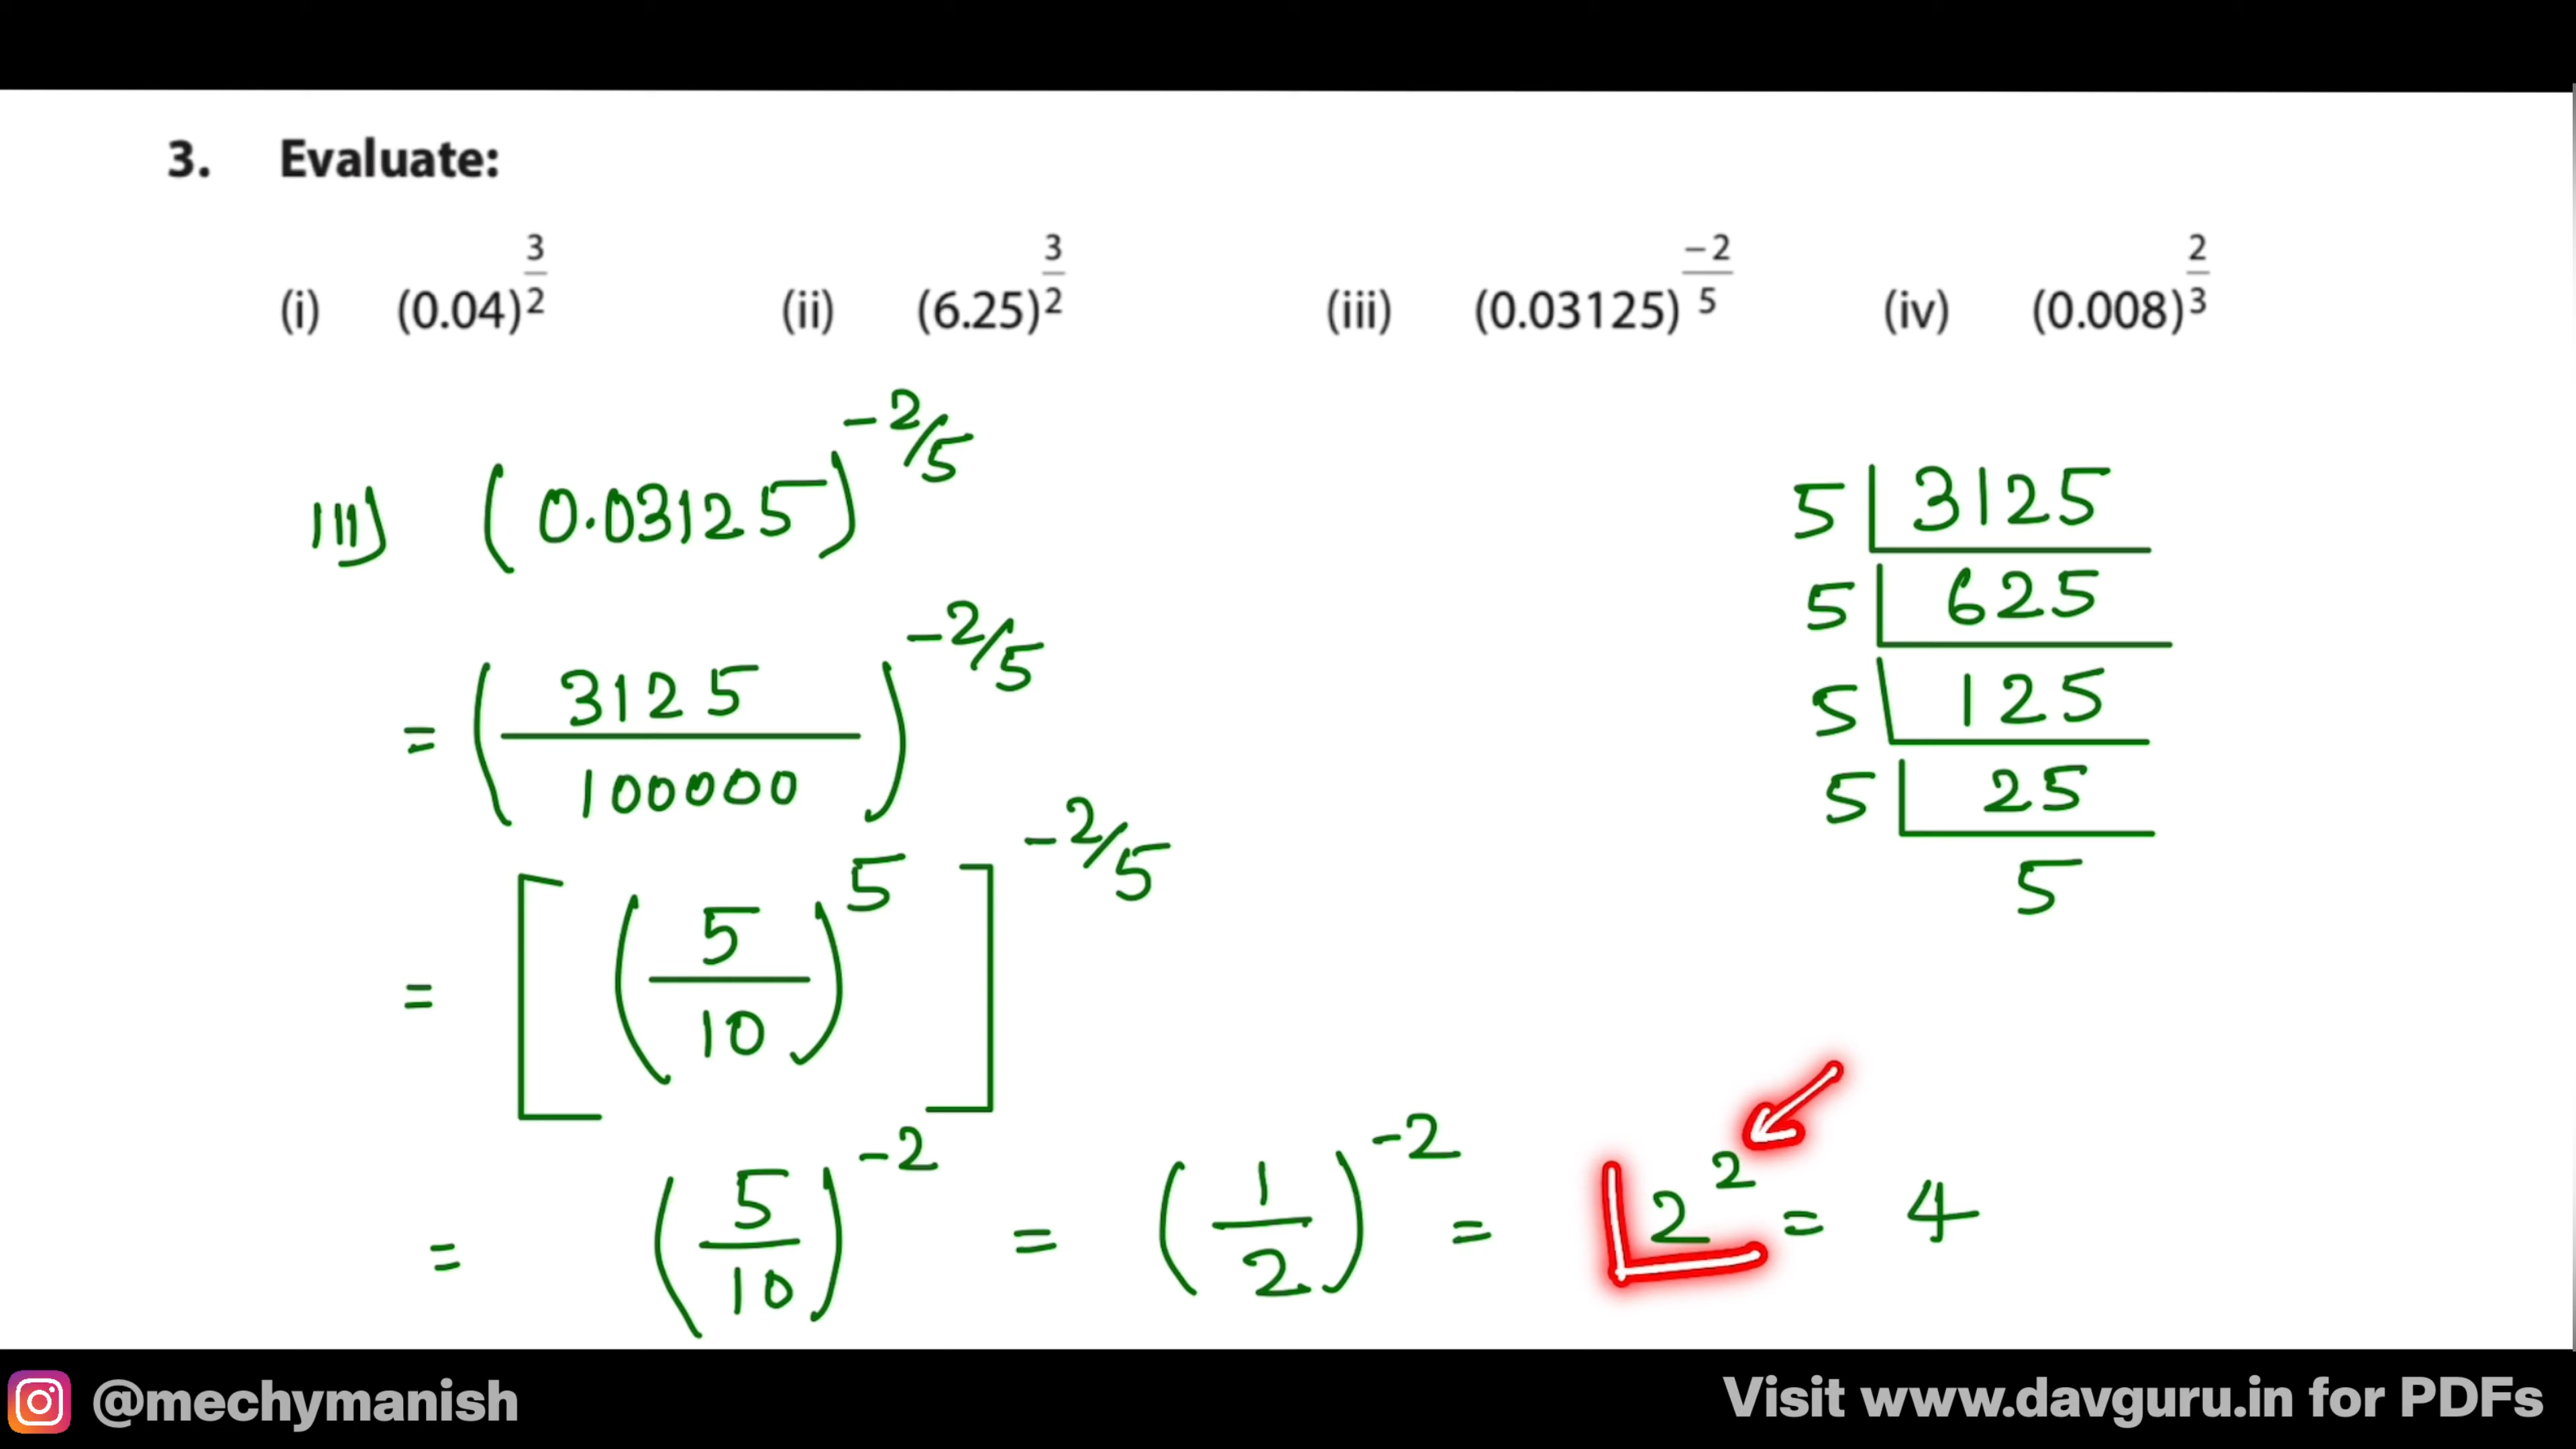 3. Evaluate:
(i) (0.04)^{3/2} (ii) (6.25)^{3/2} (iii) (0.03125)^{-2/5} (iv) (0.008)^{2/3}
iii) (0.03125)^{-2/5}
= (3125/100000)^{-2/5}
= [(5/10)^5]^{-2/5}
= (5/10)^{-2} = (1/2)^{-2} = 2^2 = 4
5 | 3125
5 | 625
5 | 125
5 | 25
5
@mechymanish
Visit www.davguru.in for PDFs